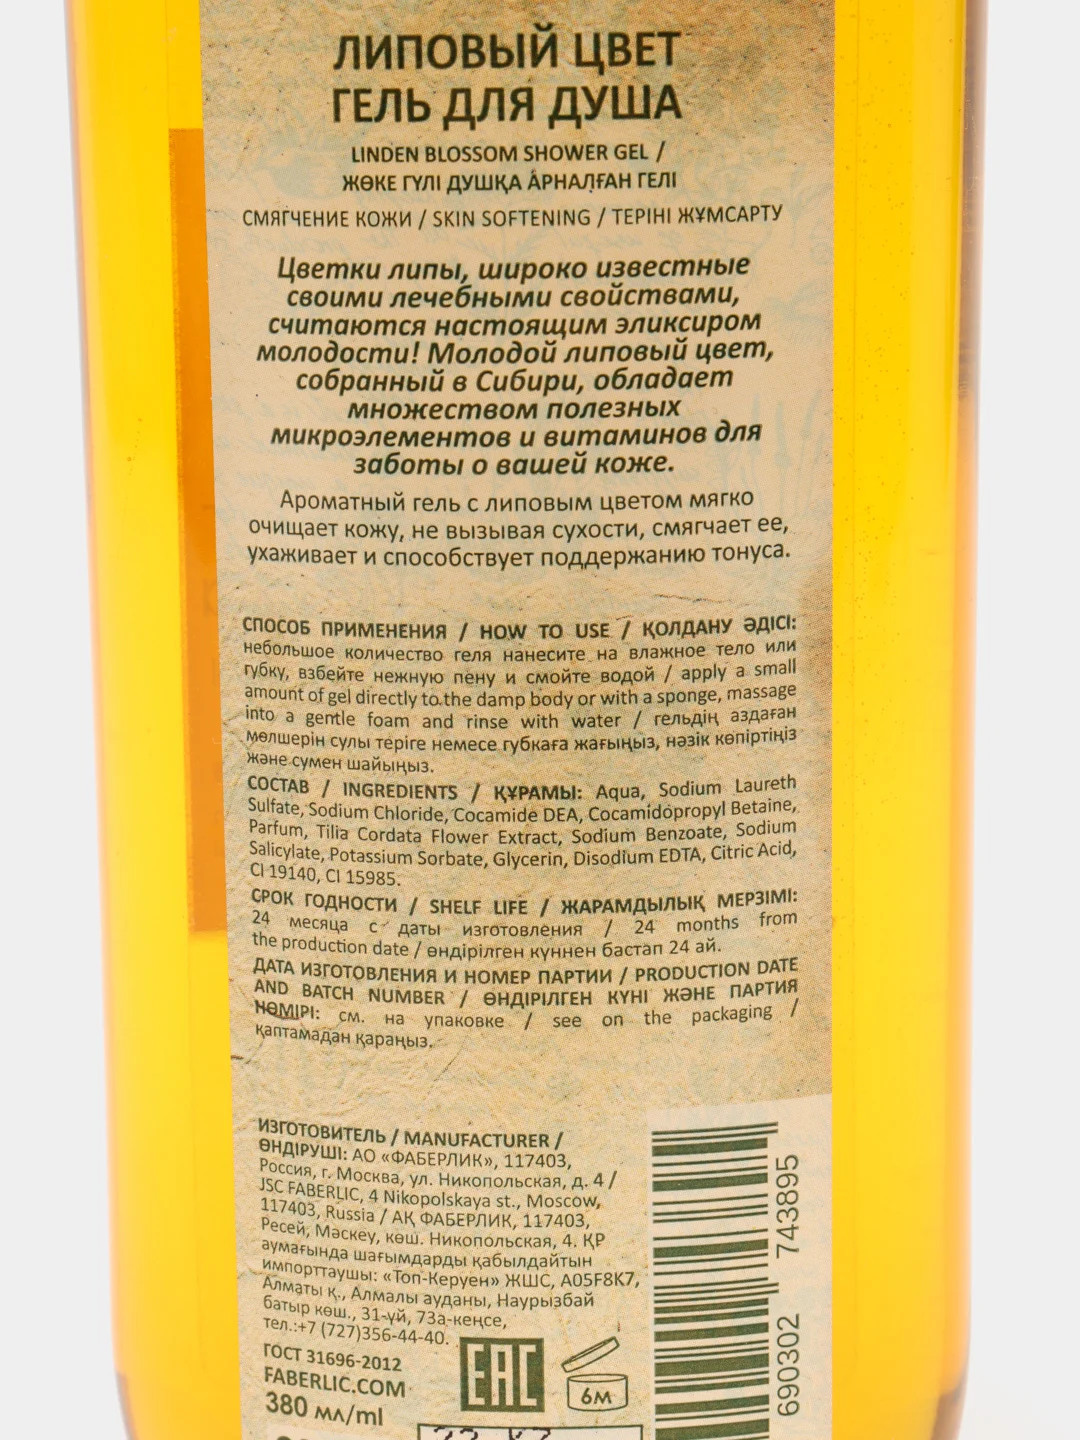 ЛИПОВЫЙ ЦВЕТ
ГЕЛЬ ДЛЯ ДУША
LINDEN BLOSSOM SHOWER GEL /
ЖӨКЕ ГҮЛІ ДУШҚА АРНАЛҒАН ГЕЛІ
СМЯГЧЕНИЕ КОЖИ / SKIN SOFTENING / ТЕРІНІ ЖҰМСАРТУ
Цветки липы, широко известные
своими лечебными свойствами,
считаются настоящим эликсиром
молодости! Молодой липовый цвет,
собранный в Сибири, обладает
множеством полезных
микроэлементов и витаминов для
заботы о вашей коже.
Ароматный гель с липовым цветом мягко
очищает кожу, не вызывая сухости, смягчает ее,
ухаживает и способствует поддержанию тонуса.
СПОСОБ ПРИМЕНЕНИЯ / HOW TO USE / ҚОЛДАНУ ӘДІСІ:
небольшое количество геля нанесите на влажное тело или
губку, взбейте нежную пену и смойте водой / apply a small
amount of gel directly to the damp body or with a sponge, massage
into a gentle foam and rinse with water / гельдің аздаған
мөлшерін сулы теріге немесе губкаға жағыңыз, нәзік көпіртіңіз
және сумен шайыңыз.
СОСТАВ / INGREDIENTS / ҚҰРАМЫ: Aqua, Sodium Laureth
Sulfate, Sodium Chloride, Cocamide DEA, Cocamidopropyl Betaine,
Parfum, Tilia Cordata Flower Extract, Sodium Benzoate, Sodium
Salicylate, Potassium Sorbate, Glycerin, Disodium EDTA, Citric Acid,
CI 19140, CI 15985.
СРОК ГОДНОСТИ / SHELF LIFE / ЖАРАМДЫЛЫҚ МЕРЗІМІ:
24 месяца с даты изготовления / 24 months from
the production date / өндірілген күннен бастап 24 ай.
ДАТА ИЗГОТОВЛЕНИЯ И НОМЕР ПАРТИИ / PRODUCTION DATE
AND BATCH NUMBER / ӨНДІРІЛГЕН КҮНІ ЖӘНЕ ПАРТИЯ
НӨМІРІ: см. на упаковке / see on the packaging /
қаптамадан қараңыз.
ИЗГОТОВИТЕЛЬ / MANUFACTURER /
ӨНДІРУШІ: АО «ФАБЕРЛИК», 117403,
Россия, г. Москва, ул. Никопольская, д. 4 /
JSC FABERLIC, 4 Nikopolskaya st., Moscow,
117403, Russia / АҚ ФАБЕРЛИК, 117403,
Ресей, Мәскеу, көш. Никопольская, 4. ҚР
аумағында шағымдарды қабылдайтын
импорттаушы: «Топ-Керуен» ЖШС, A05F8K7,
Алматы қ., Алмалы ауданы, Наурызбай
батыр көш., 31-үй, 73а-кеңсе,
тел.:+7 (727)356-44-40.
ГОСТ 31696-2012
FABERLIC.COM
380 мл/ml
EAC
6м
690302 743895